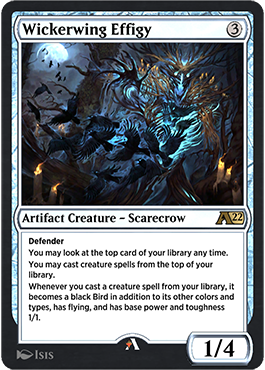 Wickerwing Effigy 3
Artifact Creature – Scarecrow A22
Defender
You may look at the top card of your library any time.
You may cast creature spells from the top of your
library.
Whenever you cast a creature spell from your library, it
becomes a black Bird in addition to its other colors and
types, has flying, and has base power and toughness
1/1.
Isis
1/4